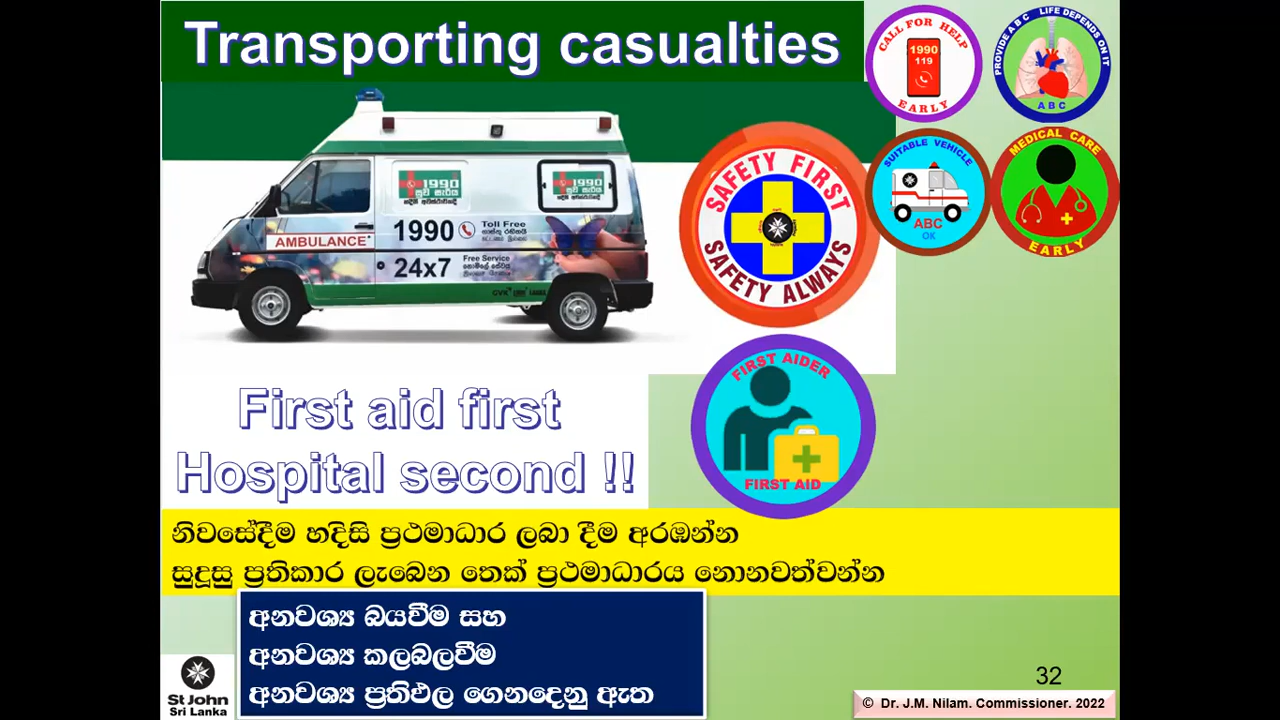 Transporting casualties
CALL FOR HELP
1990
119
EARLY
PROVIDE A B C LIFE DEPENDS ON IT
A B C
SUITABLE VEHICLE
ABC
OK
MEDICAL CARE
EARLY
1990
සුව සැරිය
1990
සුව සැරිය
AMBULANCE
1990
Toll Free
24x7
Free Service
SAFETY FIRST
SAFETY ALWAYS
FIRST AIDER
FIRST AID
First aid first
Hospital second !!
නිවසේදීම හදිසි ප්‍රථමාධාර ලබා දීම අරඹන්න
සුදුසු ප්‍රතිකාර ලැබෙන තෙක් ප්‍රථමාධාරය නොනවත්වන්න
අනවශ්‍ය බයවීම සහ
අනවශ්‍ය කලබලවීම
අනවශ්‍ය ප්‍රතිඵල ගෙනදෙනු ඇත
St John
Sri Lanka
32
© Dr. J.M. Nilam. Commissioner. 2022